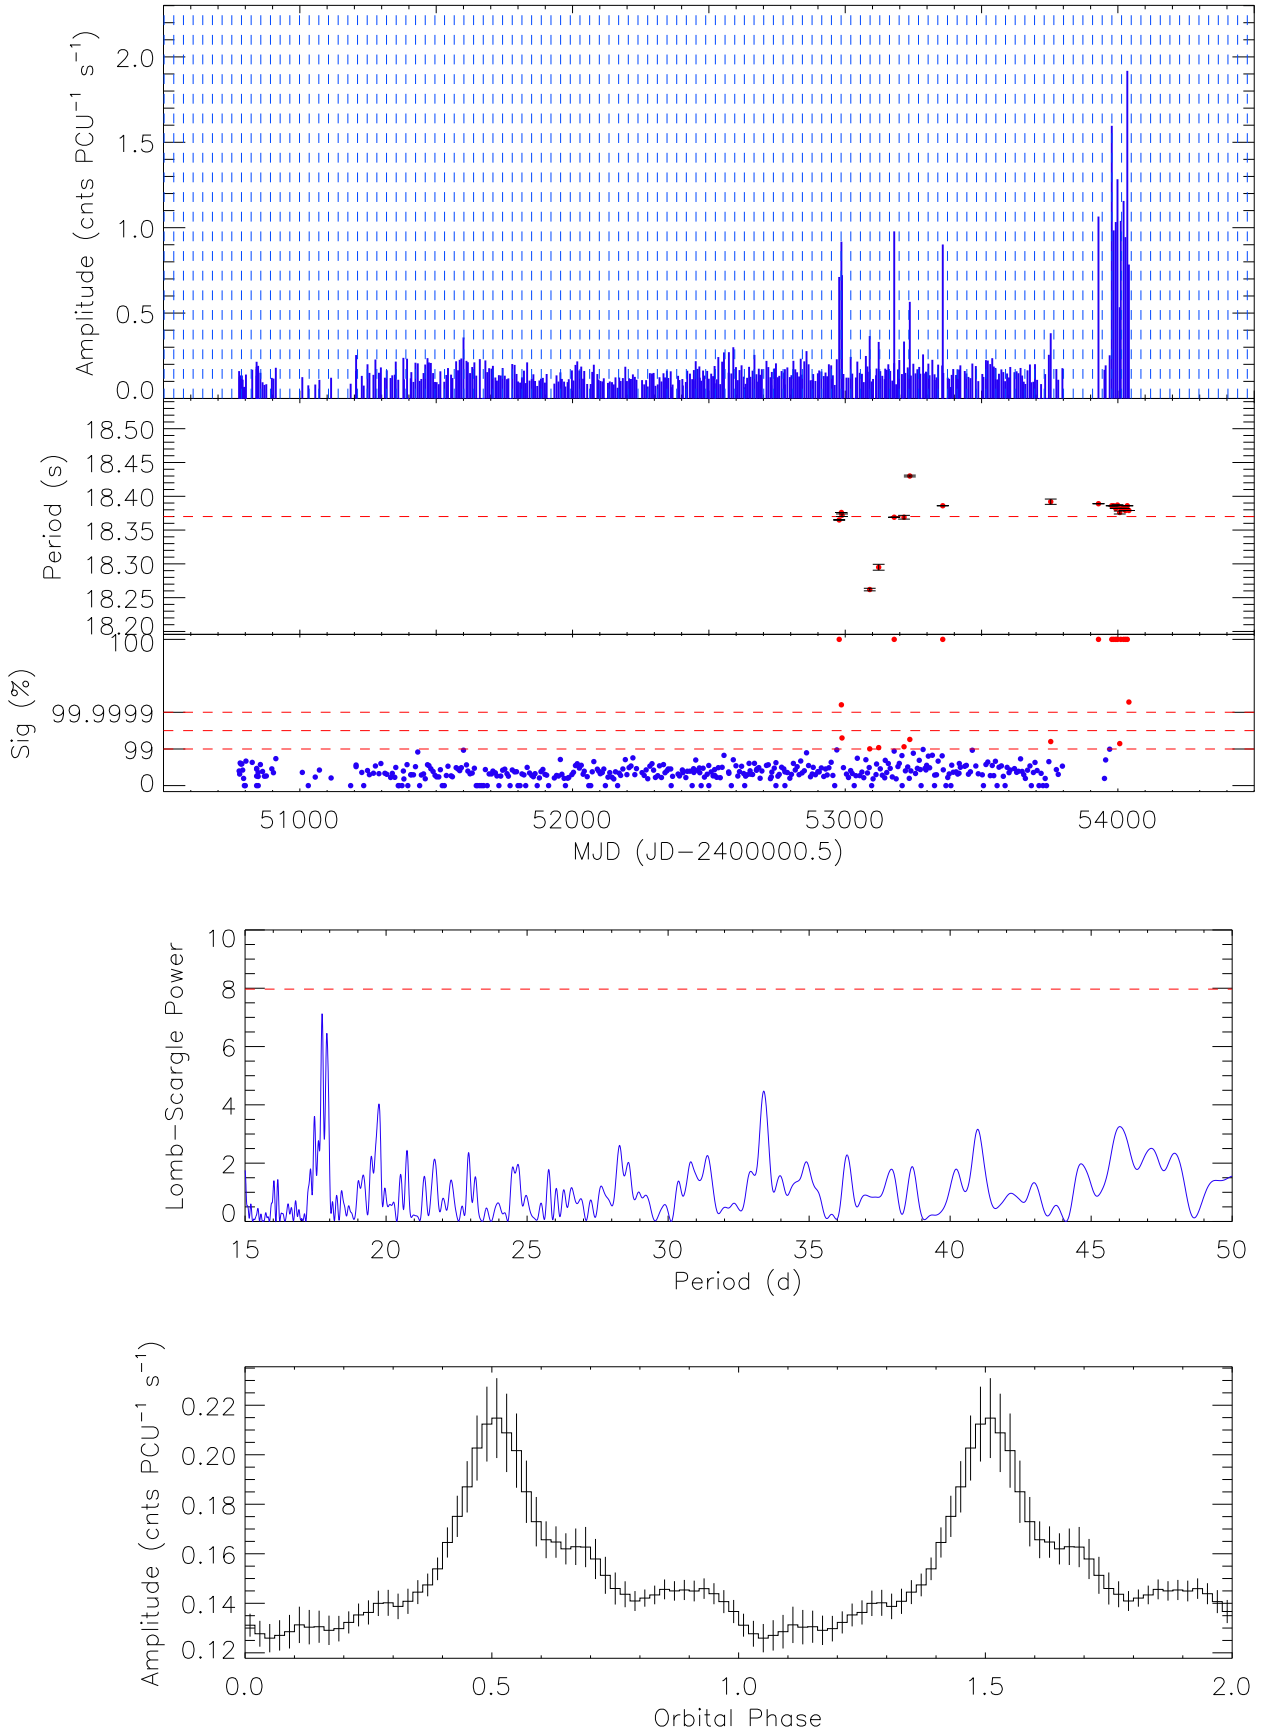 Amplitude (cnts PCU⁻¹ s⁻¹)
2.0
1.5
1.0
0.5
0.0
Period (s)
18.50
18.45
18.40
18.35
18.30
18.25
18.20
Sig (%)
100
99.9999
99
0
51000 52000 53000 54000
MJD (JD−2400000.5)
Lomb−Scargle Power
10
8
6
4
2
0
15 20 25 30 35 40 45 50
Period (d)
Amplitude (cnts PCU⁻¹ s⁻¹)
0.22
0.20
0.18
0.16
0.14
0.12
0.0 0.5 1.0 1.5 2.0
Orbital Phase